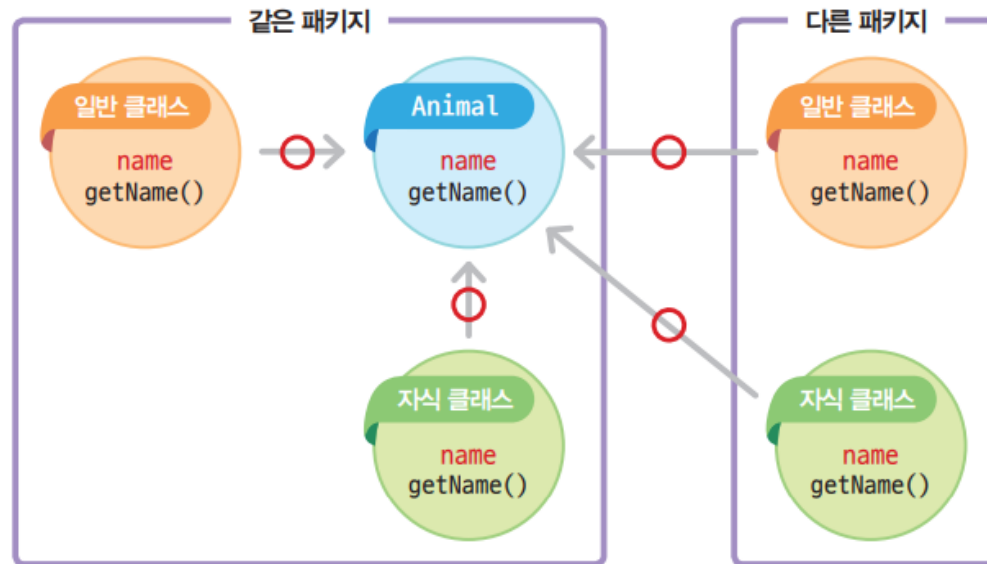 같은 패키지
다른 패키지
일반 클래스
name
getName()
Animal
name
getName()
일반 클래스
name
getName()
자식 클래스
name
getName()
자식 클래스
name
getName()